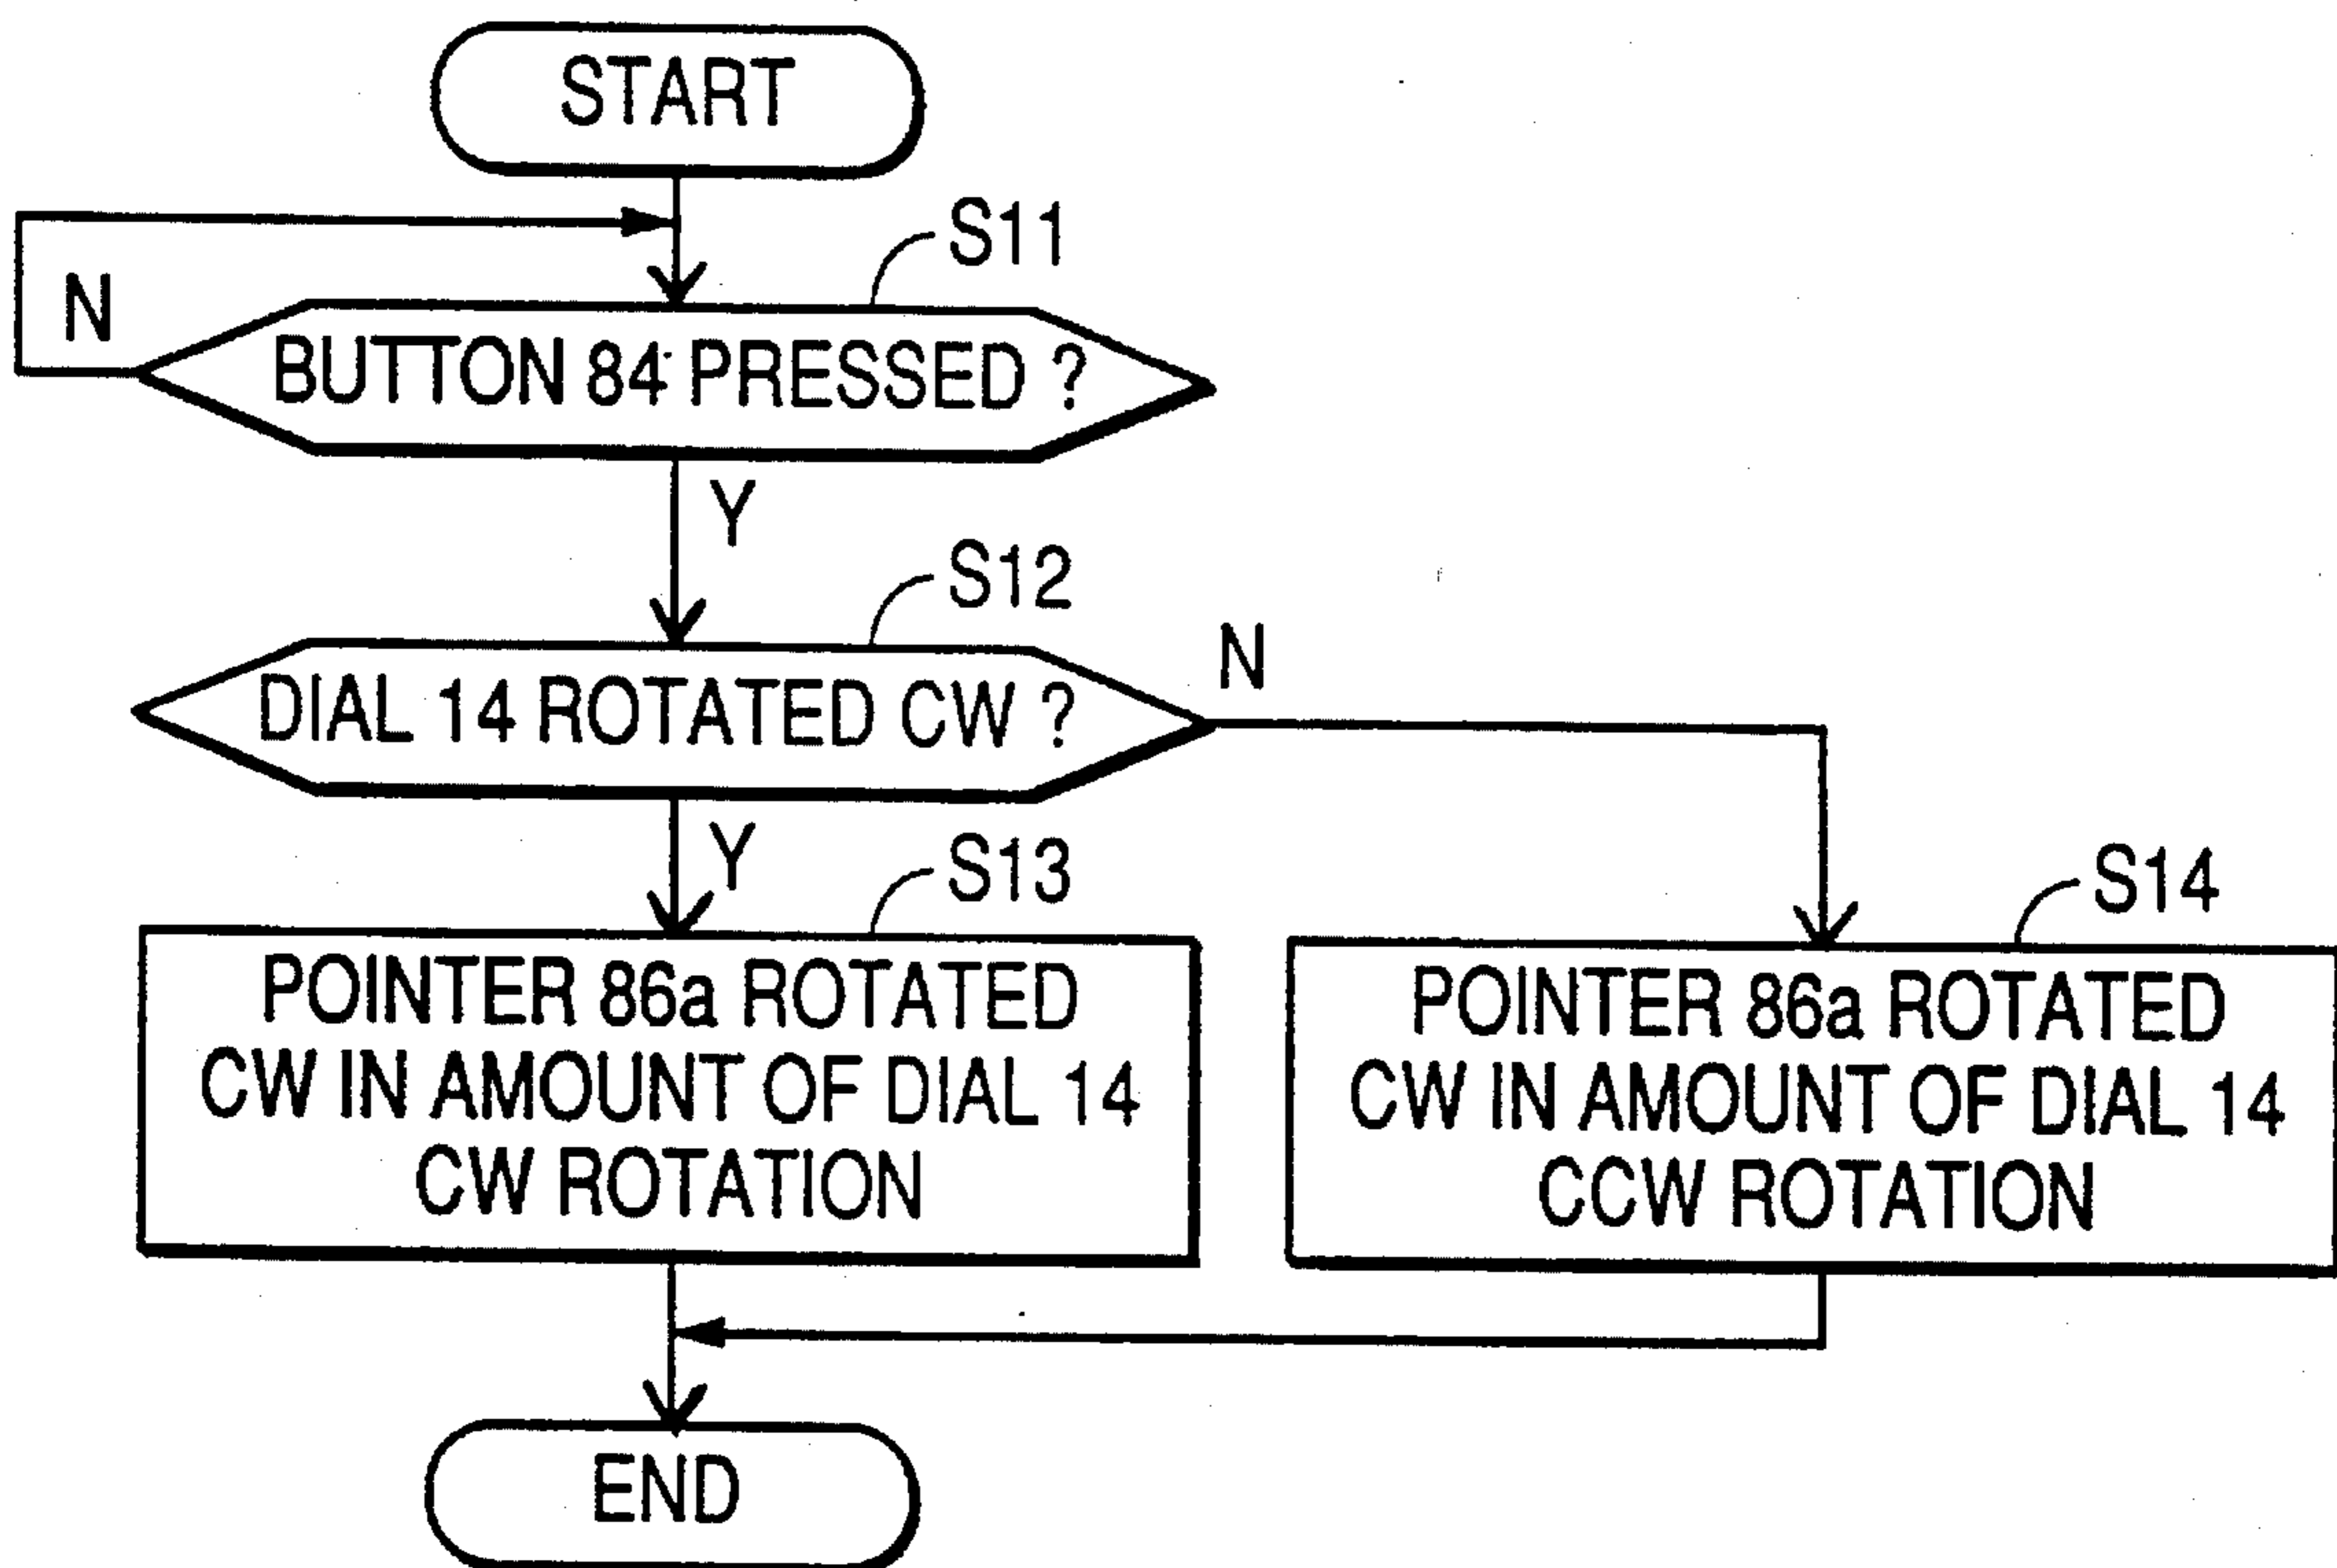 START
S11
N
BUTTON 84 PRESSED ?
Y
S12
N
DIAL 14 ROTATED CW ?
Y
S13
S14
POINTER 86a ROTATED
CW IN AMOUNT OF DIAL 14
CW ROTATION
POINTER 86a ROTATED
CW IN AMOUNT OF DIAL 14
CCW ROTATION
END